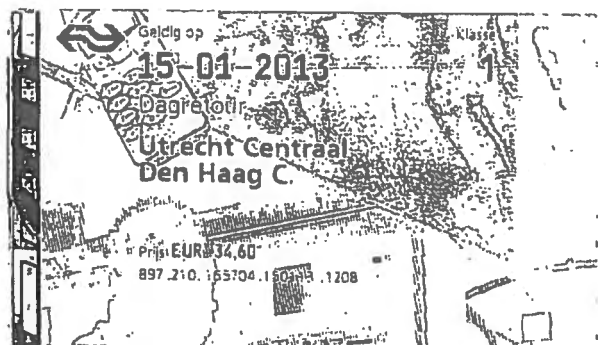 Geldig op
Klasse
15-01-2013
1
Dagretour
Utrecht Centraal
Den Haag C.
Prijs EUR 34,60